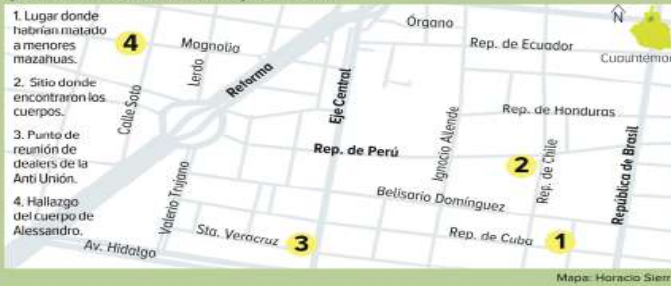 1. Lugar donde
habrían matado
a menores
mazahuas.
2. Sitio donde
encontraron los
cuerpos.
3. Punto de
reunión de
dealers de la
Anti Unión.
4. Hallazgo
del cuerpo de
Alessandro.
4
Magnolia
Lerdo
Calle Soto
Reforma
Órgano
Rep. de Ecuador
N
Cuauhtémoc
Eje Central
Rep. de Honduras
Rep. de Perú
Ignacio Allende
2
Rep. de Chile
República de Brasil
Belisario Domínguez
Valerio Trujano
Sta. Veracruz
3
Rep. de Cuba
1
Av. Hidalgo
Mapa: Horacio Sierr